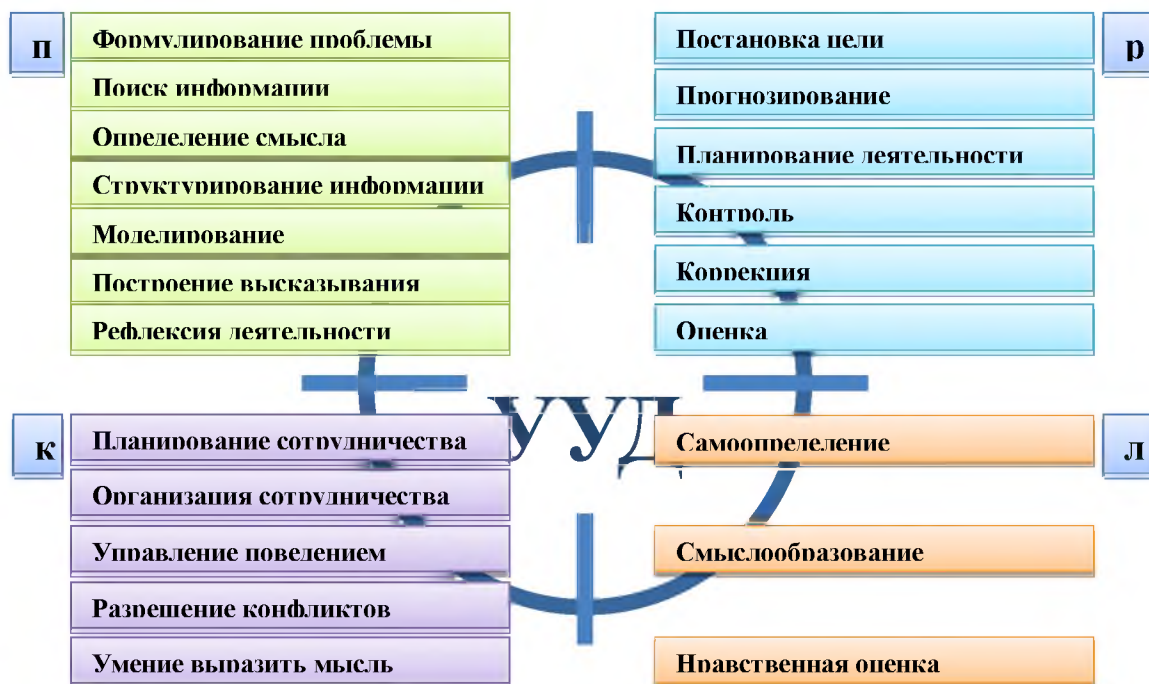 П
Формулирование проблемы
Поиск информации
Определение смысла
Структурирование информации
Моделирование
Построение высказывания
Рефлексия деятельности
Р
Постановка цели
Прогнозирование
Планирование деятельности
Контроль
Коррекция
Оценка
УУД
К
Планирование сотрудничества
Организация сотрудничества
Управление поведением
Разрешение конфликтов
Умение выразить мысль
Л
Самоопределение
Смыслообразование
Нравственная оценка